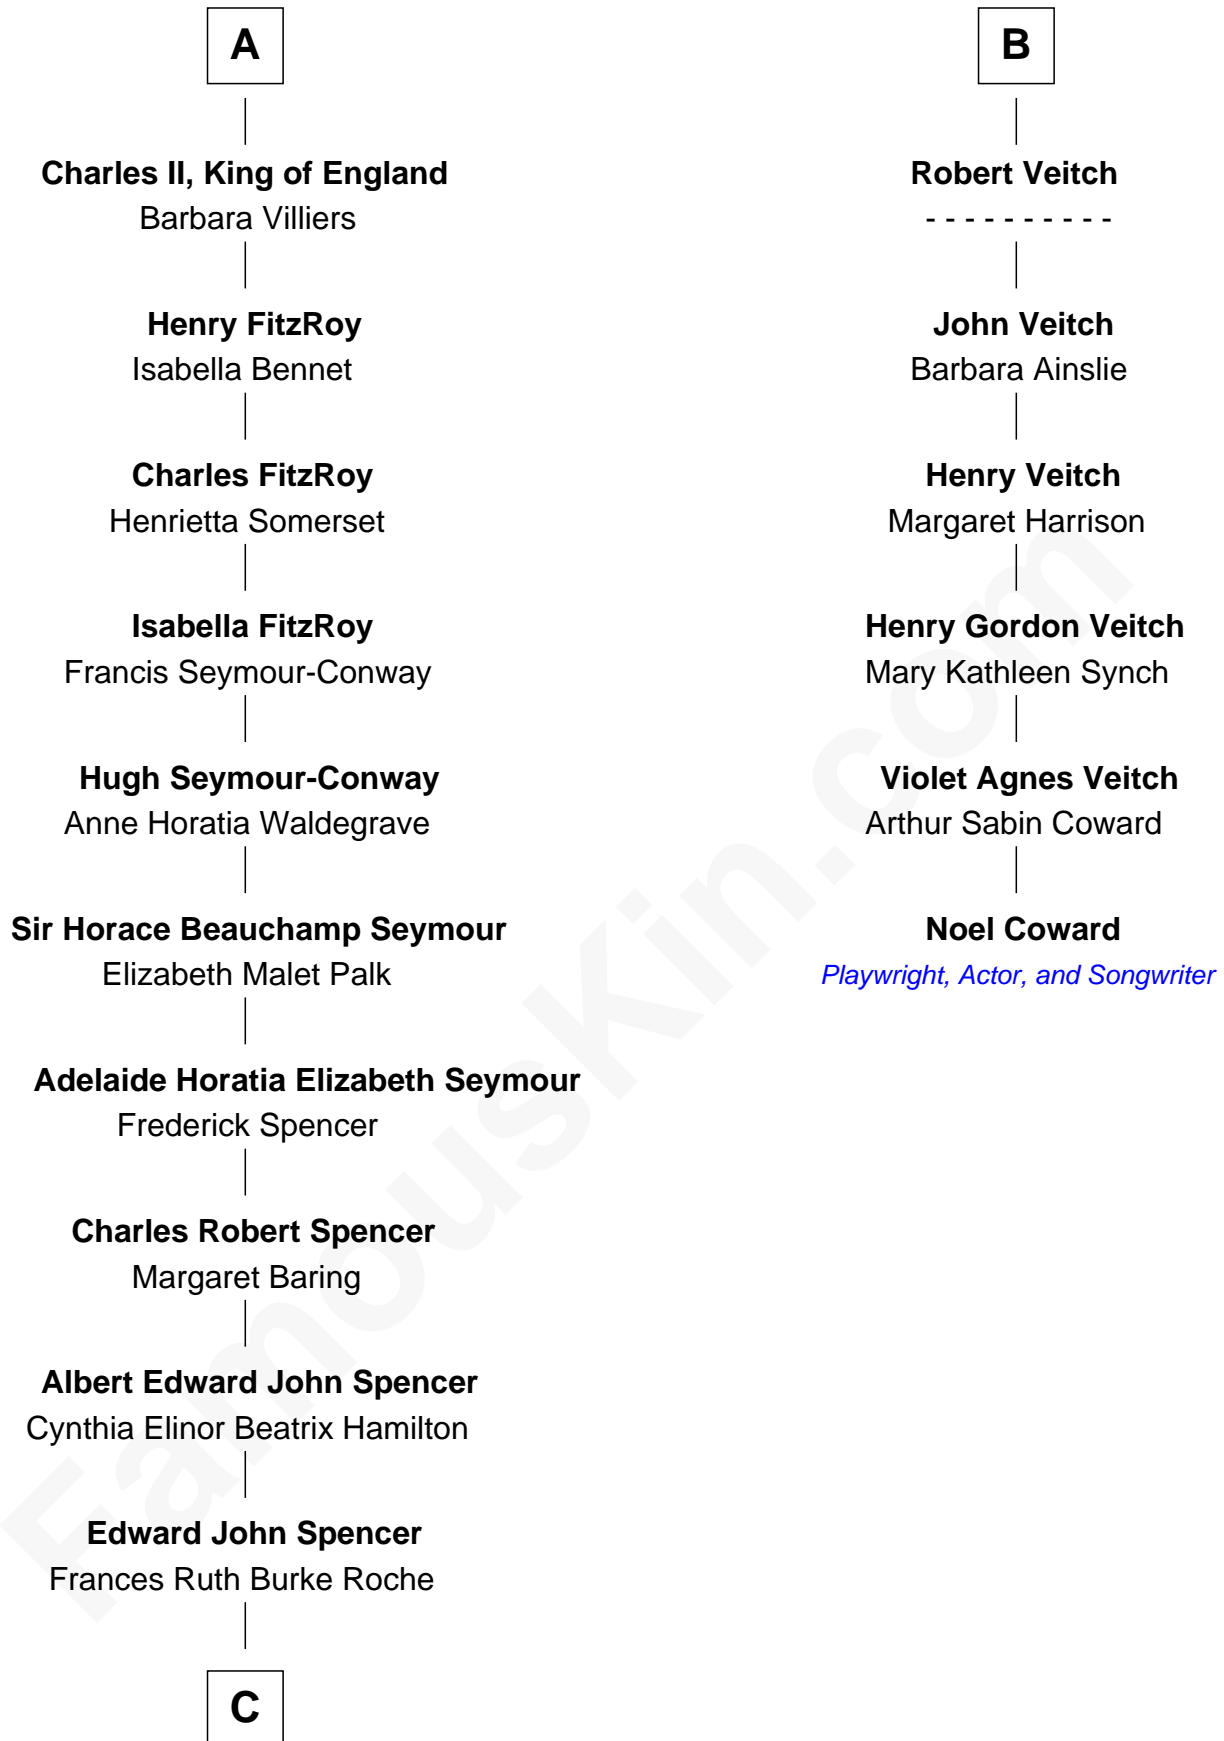 A
Charles II, King of England
Barbara Villiers
Henry FitzRoy
Isabella Bennet
Charles FitzRoy
Henrietta Somerset
Isabella FitzRoy
Francis Seymour-Conway
Hugh Seymour-Conway
Anne Horatia Waldegrave
Sir Horace Beauchamp Seymour
Elizabeth Malet Palk
Adelaide Horatia Elizabeth Seymour
Frederick Spencer
Charles Robert Spencer
Margaret Baring
Albert Edward John Spencer
Cynthia Elinor Beatrix Hamilton
Edward John Spencer
Frances Ruth Burke Roche
C
B
Robert Veitch
- - - - - - - - - -
John Veitch
Barbara Ainslie
Henry Veitch
Margaret Harrison
Henry Gordon Veitch
Mary Kathleen Synch
Violet Agnes Veitch
Arthur Sabin Coward
Noel Coward
Playwright, Actor, and Songwriter
FamousKin.com